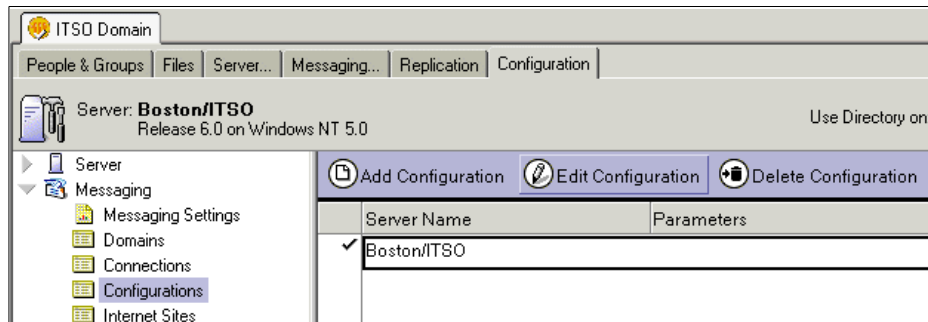 ITSO Domain
People & Groups Files Server... Messaging... Replication Configuration
Server: Boston/ITSO
Release 6.0 on Windows NT 5.0
Use Directory on
Server
Messaging
Messaging Settings
Domains
Connections
Configurations
Internet Sites
Add Configuration Edit Configuration Delete Configuration
Server Name Parameters
Boston/ITSO